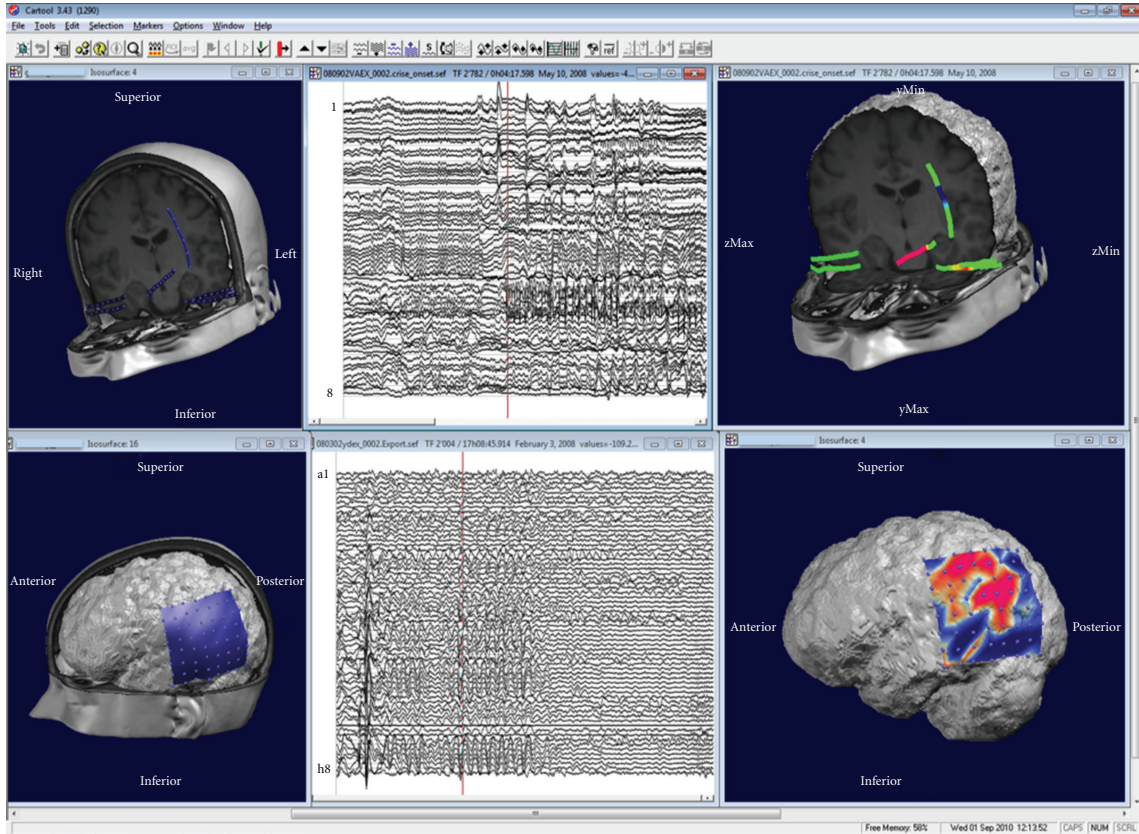 Cartool 3.43 (1290)
File Tools Edit Selection Markers Options Window Help
Isosurface: 4
Superior
Right
Left
Inferior
080902VAEX_0002.crise_onset.sef TF 2'782 / 0h04:17.598 May 10, 2008 values= -4...
1
8
080902VAEX_0002.crise_onset.sef TF 2'782 / 0h04:17.598 May 10, 2008
yMin
zMax
zMin
yMax
Isosurface: 16
Superior
Anterior
Posterior
Inferior
080302ydex_0002.Export.sef TF 2'004 / 17h08:45.914 February 3, 2008 values= -109.2...
a1
h8
Isosurface: 4
Superior
Anterior
Posterior
Inferior
Free Memory: 58% Wed 01 Sep 2010 12:13:52 CAPS NUM SCRL